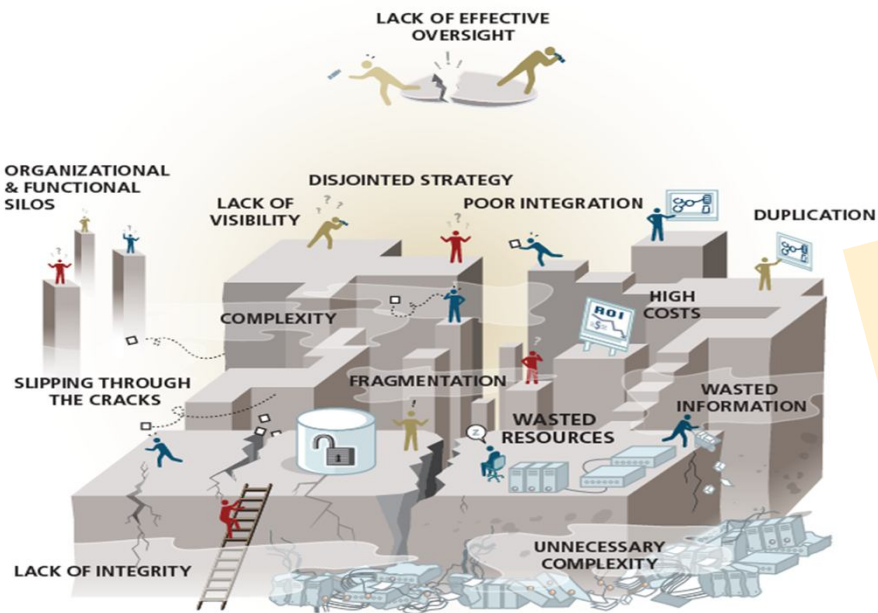 LACK OF EFFECTIVE
OVERSIGHT
ORGANIZATIONAL
& FUNCTIONAL
SILOS
DISJOINTED STRATEGY
LACK OF
VISIBILITY
POOR INTEGRATION
DUPLICATION
COMPLEXITY
HIGH
COSTS
ROI
$
SLIPPING THROUGH
THE CRACKS
FRAGMENTATION
WASTED
INFORMATION
WASTED
RESOURCES
Z
LACK OF INTEGRITY
UNNECESSARY
COMPLEXITY